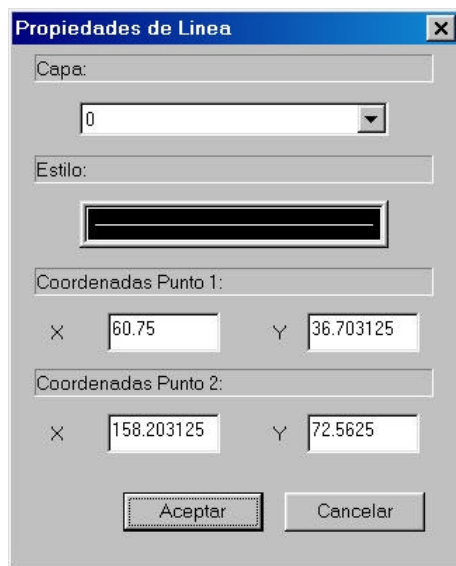 Propiedades de Linea
Capa:
0
Estilo:
Coordenadas Punto 1:
X 60.75 Y 36.703125
Coordenadas Punto 2:
X 158.203125 Y 72.5625
Aceptar Cancelar